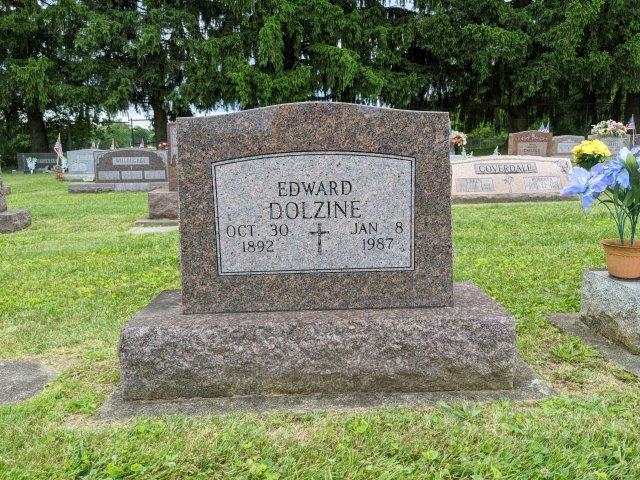 EDWARD
DOLZINE
OCT. 30 JAN 8
1892 1987
COVERDALE